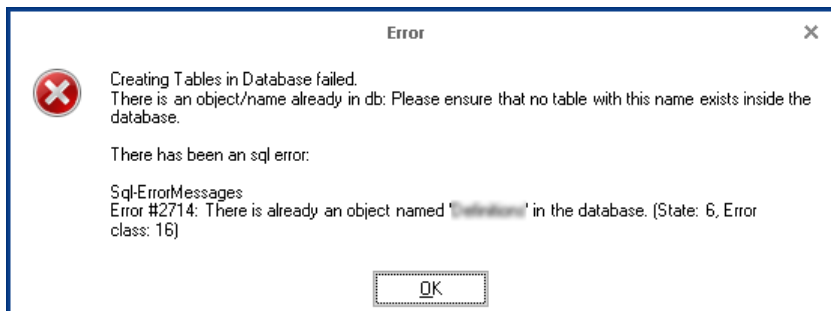 Error
Creating Tables in Database failed.
There is an object/name already in db: Please ensure that no table with this name exists inside the
database.
There has been an sql error:
Sql-ErrorMessages
Error #2714: There is already an object named '' in the database. (State: 6, Error
class: 16)
OK